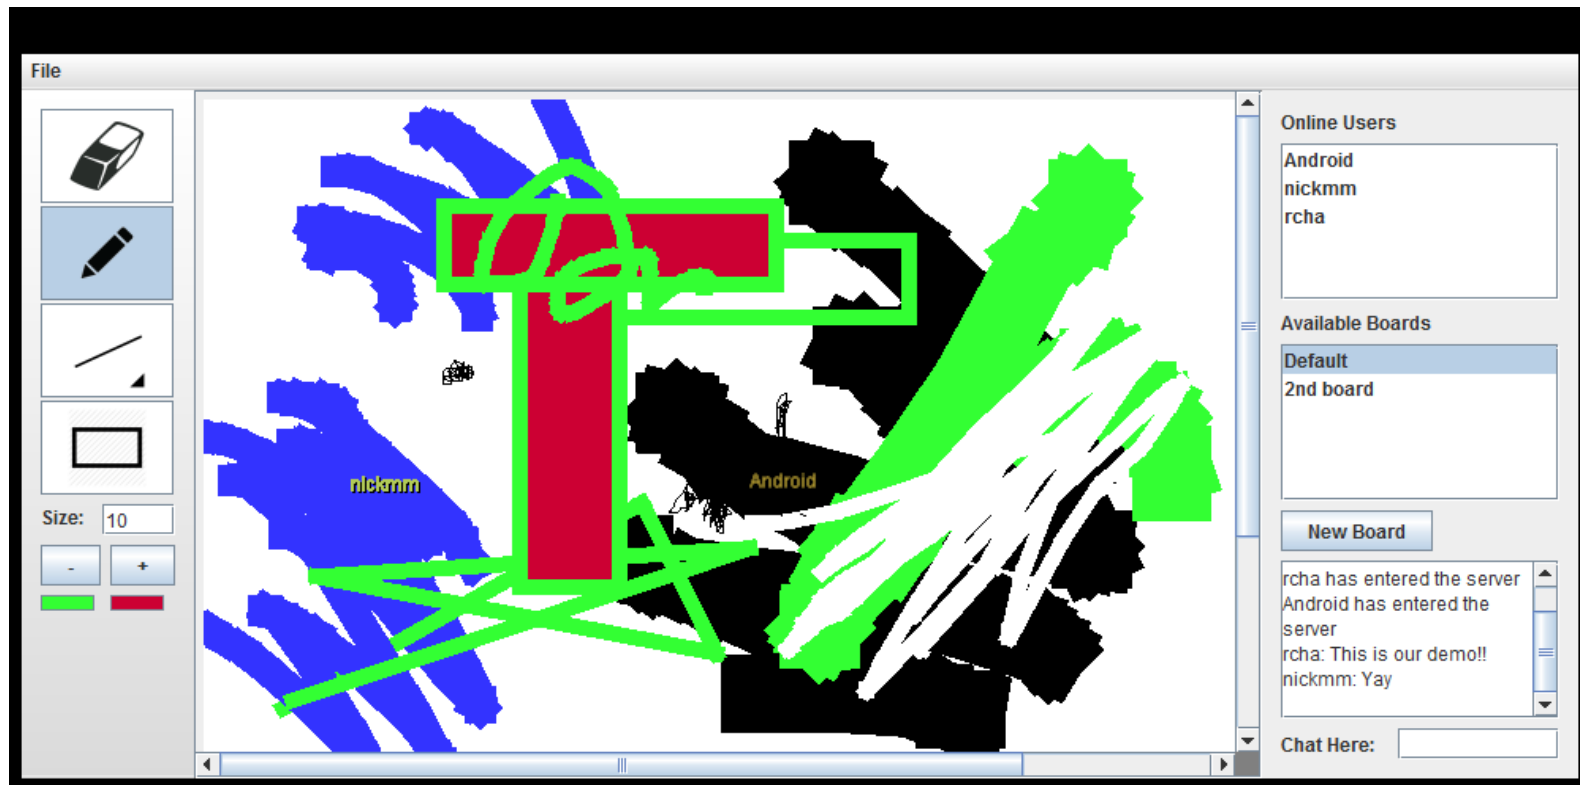 File
Size:
10
-
+
nickmm
Android
Online Users
Android
nickmm
rcha
Available Boards
Default
2nd board
New Board
rcha has entered the server
Android has entered the
server
rcha: This is our demo!!
nickmm: Yay
Chat Here: